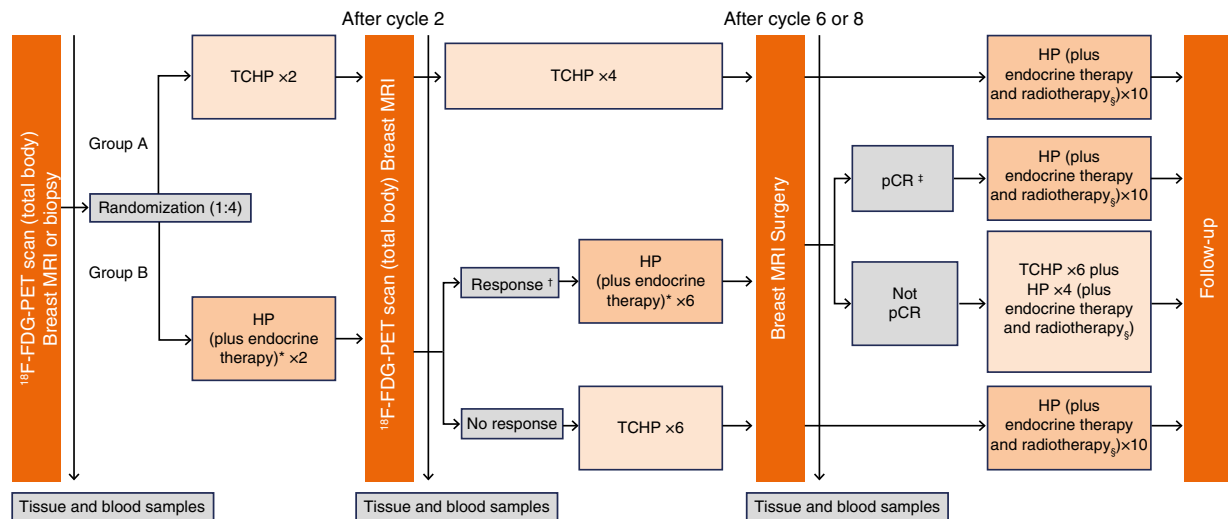 After cycle 2
After cycle 6 or 8
¹⁸F-FDG-PET scan (total body)
Breast MRI or biopsy
Group A
Randomization (1:4)
Group B
TCHP ×2
HP
(plus endocrine
therapy)* ×2
¹⁸F-FDG-PET scan (total body) Breast MRI
TCHP ×4
Response †
HP
(plus endocrine
therapy)* ×6
No response
TCHP ×6
Breast MRI Surgery
HP (plus
endocrine therapy
and radiotherapy§)×10
pCR ‡
HP (plus
endocrine therapy
and radiotherapy§)×10
Not
pCR
TCHP ×6 plus
HP ×4 (plus
endocrine therapy
and radiotherapy§)
HP (plus
endocrine therapy
and radiotherapy§)×10
Follow-up
Tissue and blood samples
Tissue and blood samples
Tissue and blood samples